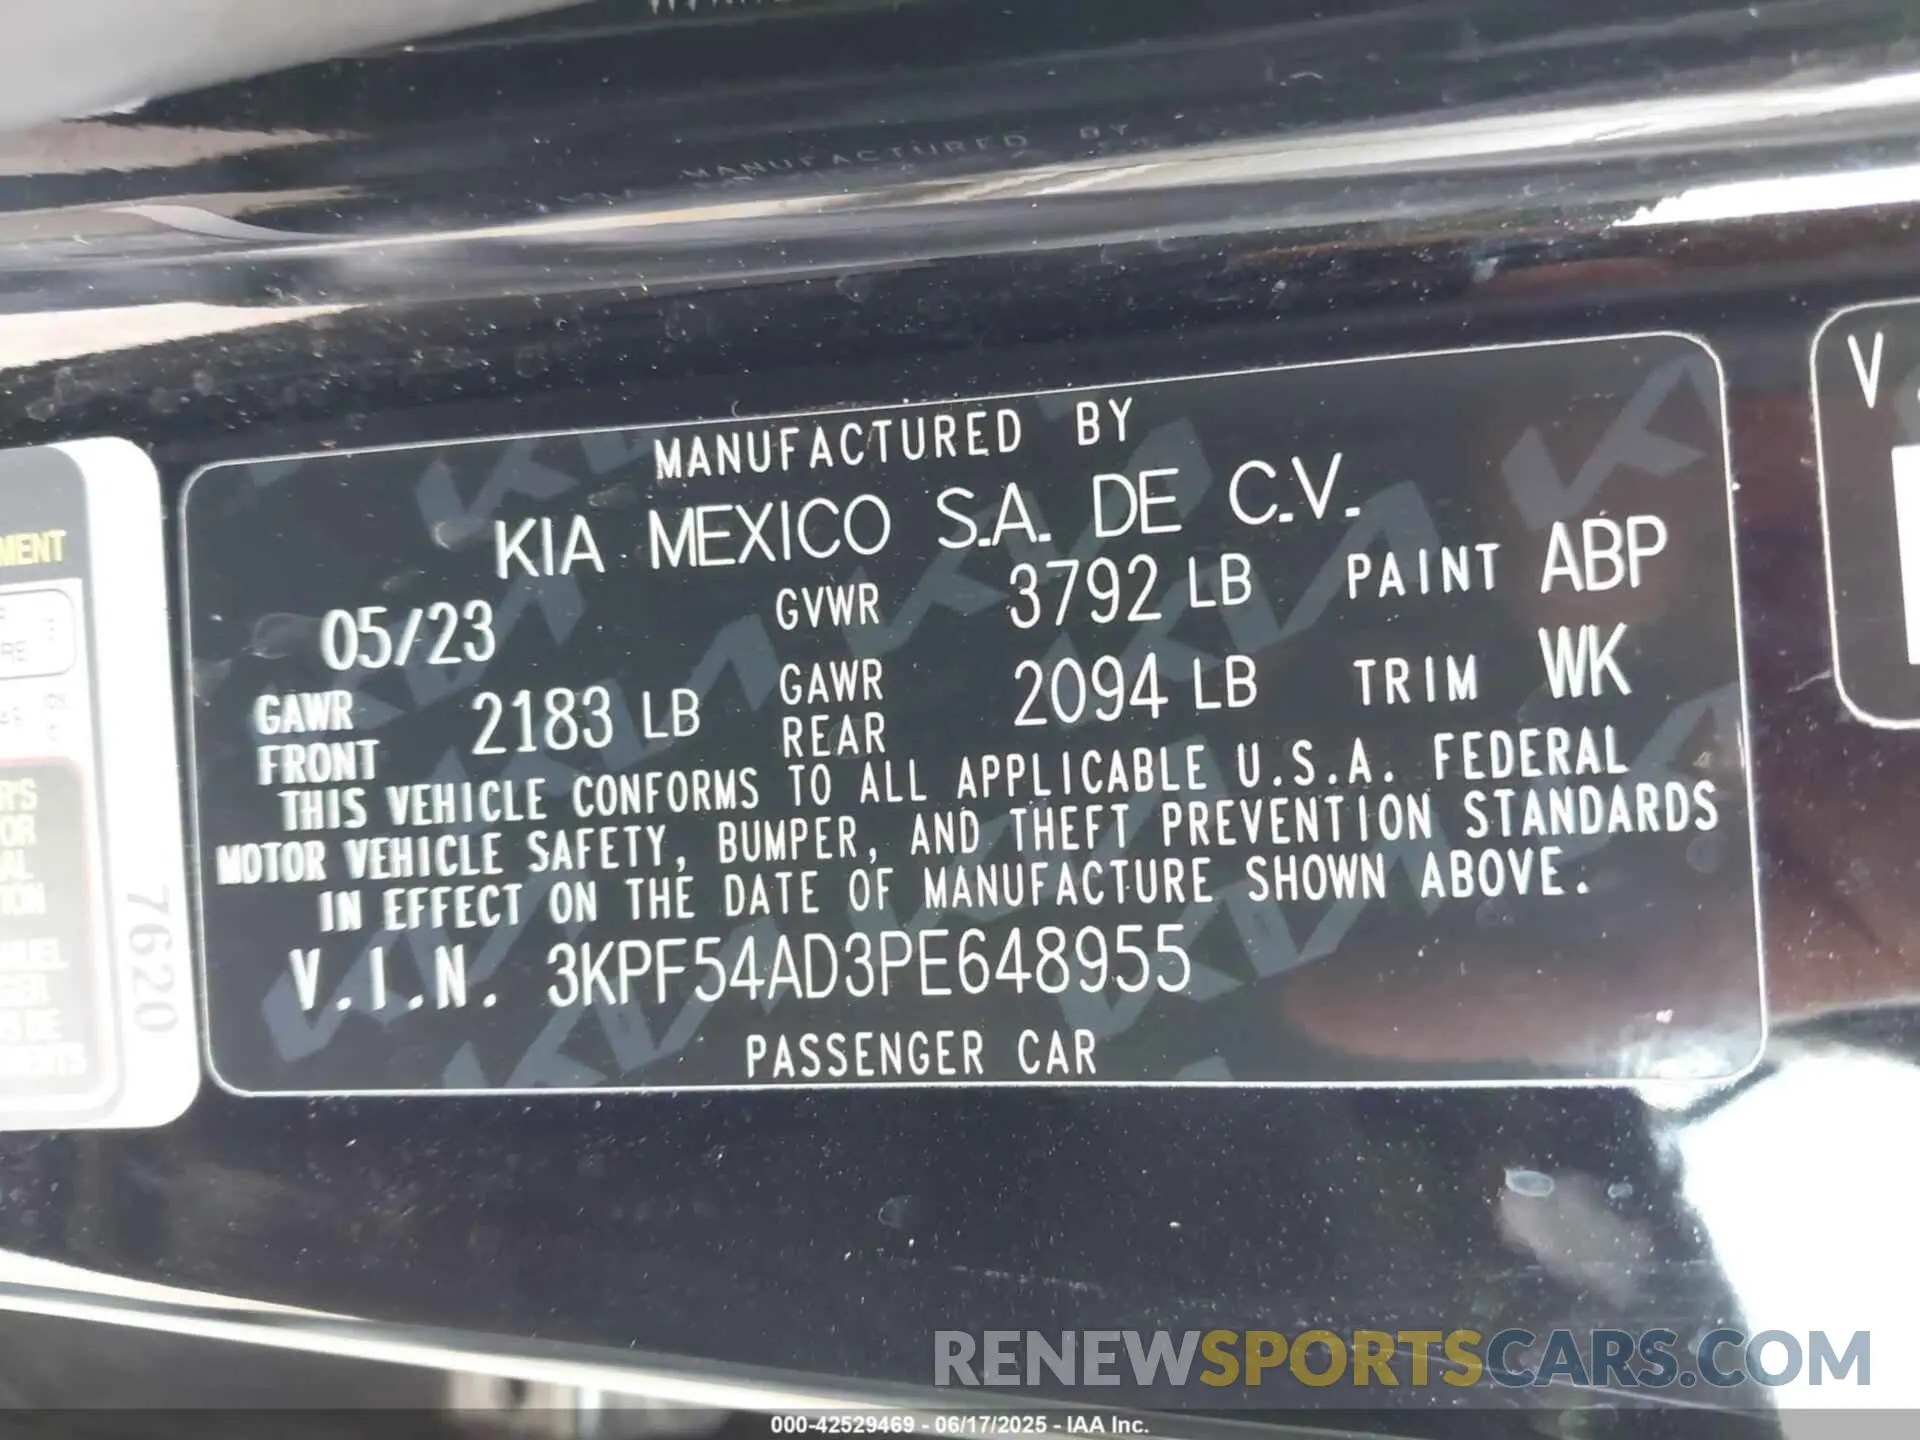 MANUFACTURED BY
MANUFACTURED BY
KIA MEXICO S.A. DE C.V.
05/23 GVWR 3792 LB PAINT ABP
GAWR FRONT 2183 LB GAWR REAR 2094 LB TRIM WK
THIS VEHICLE CONFORMS TO ALL APPLICABLE U.S.A. FEDERAL
MOTOR VEHICLE SAFETY, BUMPER, AND THEFT PREVENTION STANDARDS
IN EFFECT ON THE DATE OF MANUFACTURE SHOWN ABOVE.
V.I.N. 3KPF54AD3PE648955
PASSENGER CAR
7620
V
RENEWSPORTSCARS.COM
000-42529469 - 06/17/2025 - IAA Inc.